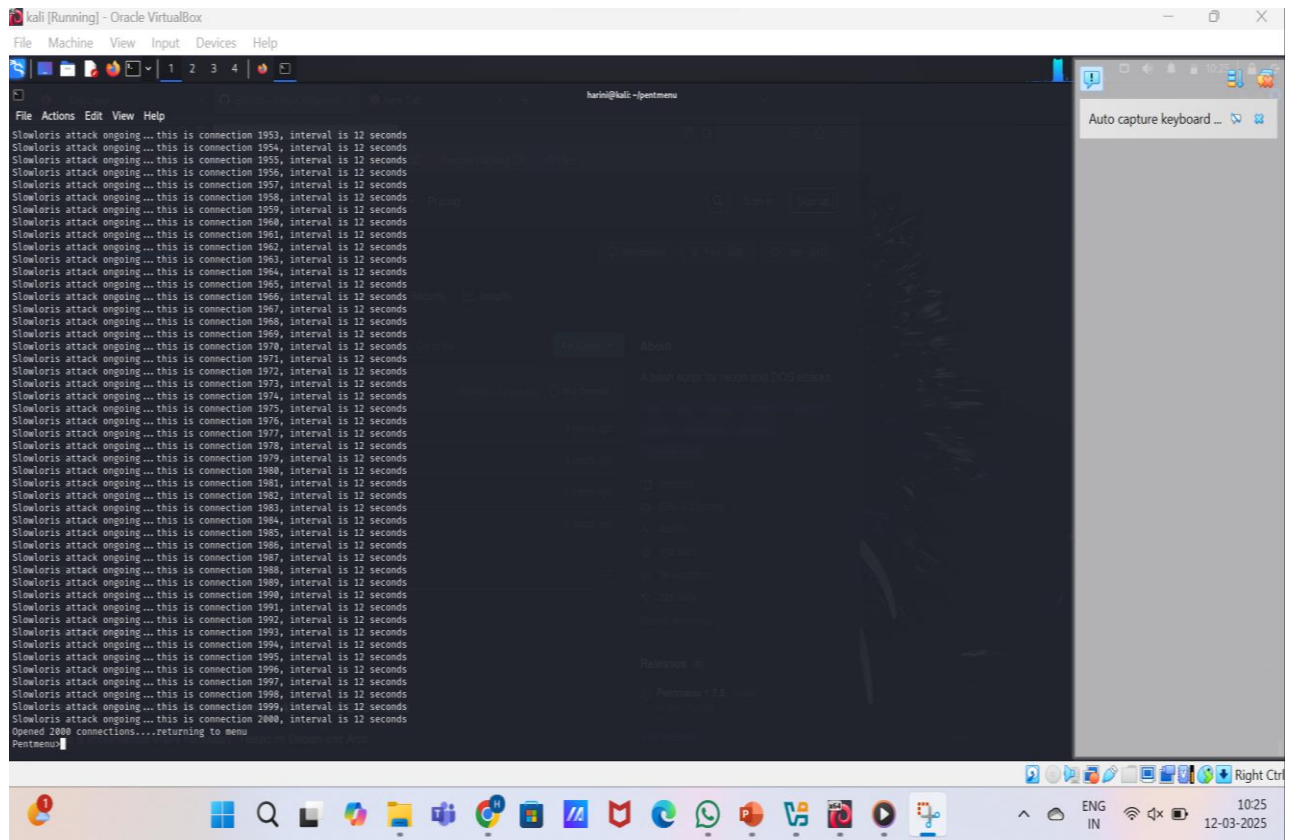 kali [Running] - Oracle VirtualBox
File Machine View Input Devices Help
1 2 3 4
10:25
harini@kali: ~/pentmenu
File Actions Edit View Help
Auto capture keyboard ...
Slowloris attack ongoing ... this is connection 1953, interval is 12 seconds
Slowloris attack ongoing ... this is connection 1954, interval is 12 seconds
Slowloris attack ongoing ... this is connection 1955, interval is 12 seconds
Slowloris attack ongoing ... this is connection 1956, interval is 12 seconds
Slowloris attack ongoing ... this is connection 1957, interval is 12 seconds
Slowloris attack ongoing ... this is connection 1958, interval is 12 seconds
Slowloris attack ongoing ... this is connection 1959, interval is 12 seconds
Slowloris attack ongoing ... this is connection 1960, interval is 12 seconds
Slowloris attack ongoing ... this is connection 1961, interval is 12 seconds
Slowloris attack ongoing ... this is connection 1962, interval is 12 seconds
Slowloris attack ongoing ... this is connection 1963, interval is 12 seconds
Slowloris attack ongoing ... this is connection 1964, interval is 12 seconds
Slowloris attack ongoing ... this is connection 1965, interval is 12 seconds
Slowloris attack ongoing ... this is connection 1966, interval is 12 seconds
Slowloris attack ongoing ... this is connection 1967, interval is 12 seconds
Slowloris attack ongoing ... this is connection 1968, interval is 12 seconds
Slowloris attack ongoing ... this is connection 1969, interval is 12 seconds
Slowloris attack ongoing ... this is connection 1970, interval is 12 seconds
Slowloris attack ongoing ... this is connection 1971, interval is 12 seconds
Slowloris attack ongoing ... this is connection 1972, interval is 12 seconds
Slowloris attack ongoing ... this is connection 1973, interval is 12 seconds
Slowloris attack ongoing ... this is connection 1974, interval is 12 seconds
Slowloris attack ongoing ... this is connection 1975, interval is 12 seconds
Slowloris attack ongoing ... this is connection 1976, interval is 12 seconds
Slowloris attack ongoing ... this is connection 1977, interval is 12 seconds
Slowloris attack ongoing ... this is connection 1978, interval is 12 seconds
Slowloris attack ongoing ... this is connection 1979, interval is 12 seconds
Slowloris attack ongoing ... this is connection 1980, interval is 12 seconds
Slowloris attack ongoing ... this is connection 1981, interval is 12 seconds
Slowloris attack ongoing ... this is connection 1982, interval is 12 seconds
Slowloris attack ongoing ... this is connection 1983, interval is 12 seconds
Slowloris attack ongoing ... this is connection 1984, interval is 12 seconds
Slowloris attack ongoing ... this is connection 1985, interval is 12 seconds
Slowloris attack ongoing ... this is connection 1986, interval is 12 seconds
Slowloris attack ongoing ... this is connection 1987, interval is 12 seconds
Slowloris attack ongoing ... this is connection 1988, interval is 12 seconds
Slowloris attack ongoing ... this is connection 1989, interval is 12 seconds
Slowloris attack ongoing ... this is connection 1990, interval is 12 seconds
Slowloris attack ongoing ... this is connection 1991, interval is 12 seconds
Slowloris attack ongoing ... this is connection 1992, interval is 12 seconds
Slowloris attack ongoing ... this is connection 1993, interval is 12 seconds
Slowloris attack ongoing ... this is connection 1994, interval is 12 seconds
Slowloris attack ongoing ... this is connection 1995, interval is 12 seconds
Slowloris attack ongoing ... this is connection 1996, interval is 12 seconds
Slowloris attack ongoing ... this is connection 1997, interval is 12 seconds
Slowloris attack ongoing ... this is connection 1998, interval is 12 seconds
Slowloris attack ongoing ... this is connection 1999, interval is 12 seconds
Slowloris attack ongoing ... this is connection 2000, interval is 12 seconds
Opened 2000 connections....returning to menu
Pentmenu>
Pricing
About
A bash script for recon and DOS attacks
Releases
Right Ctrl
ENG
IN
10:25
12-03-2025